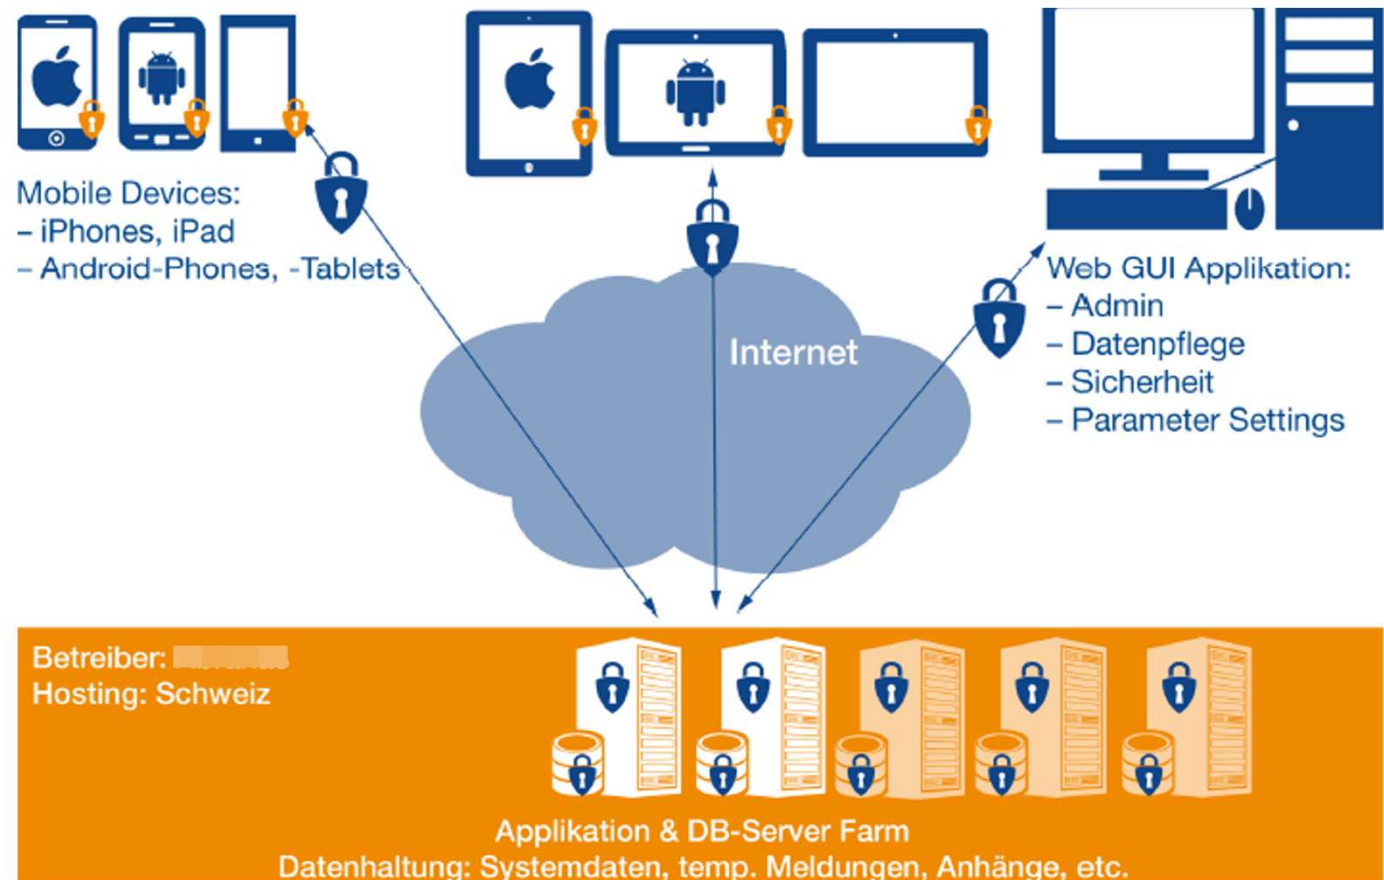 Mobile Devices:
– iPhones, iPad
– Android-Phones, -Tablets
Internet
Web GUI Applikation:
– Admin
– Datenpflege
– Sicherheit
– Parameter Settings
Betreiber:
Hosting: Schweiz
Applikation & DB-Server Farm
Datenhaltung: Systemdaten, temp. Meldungen, Anhänge, etc.